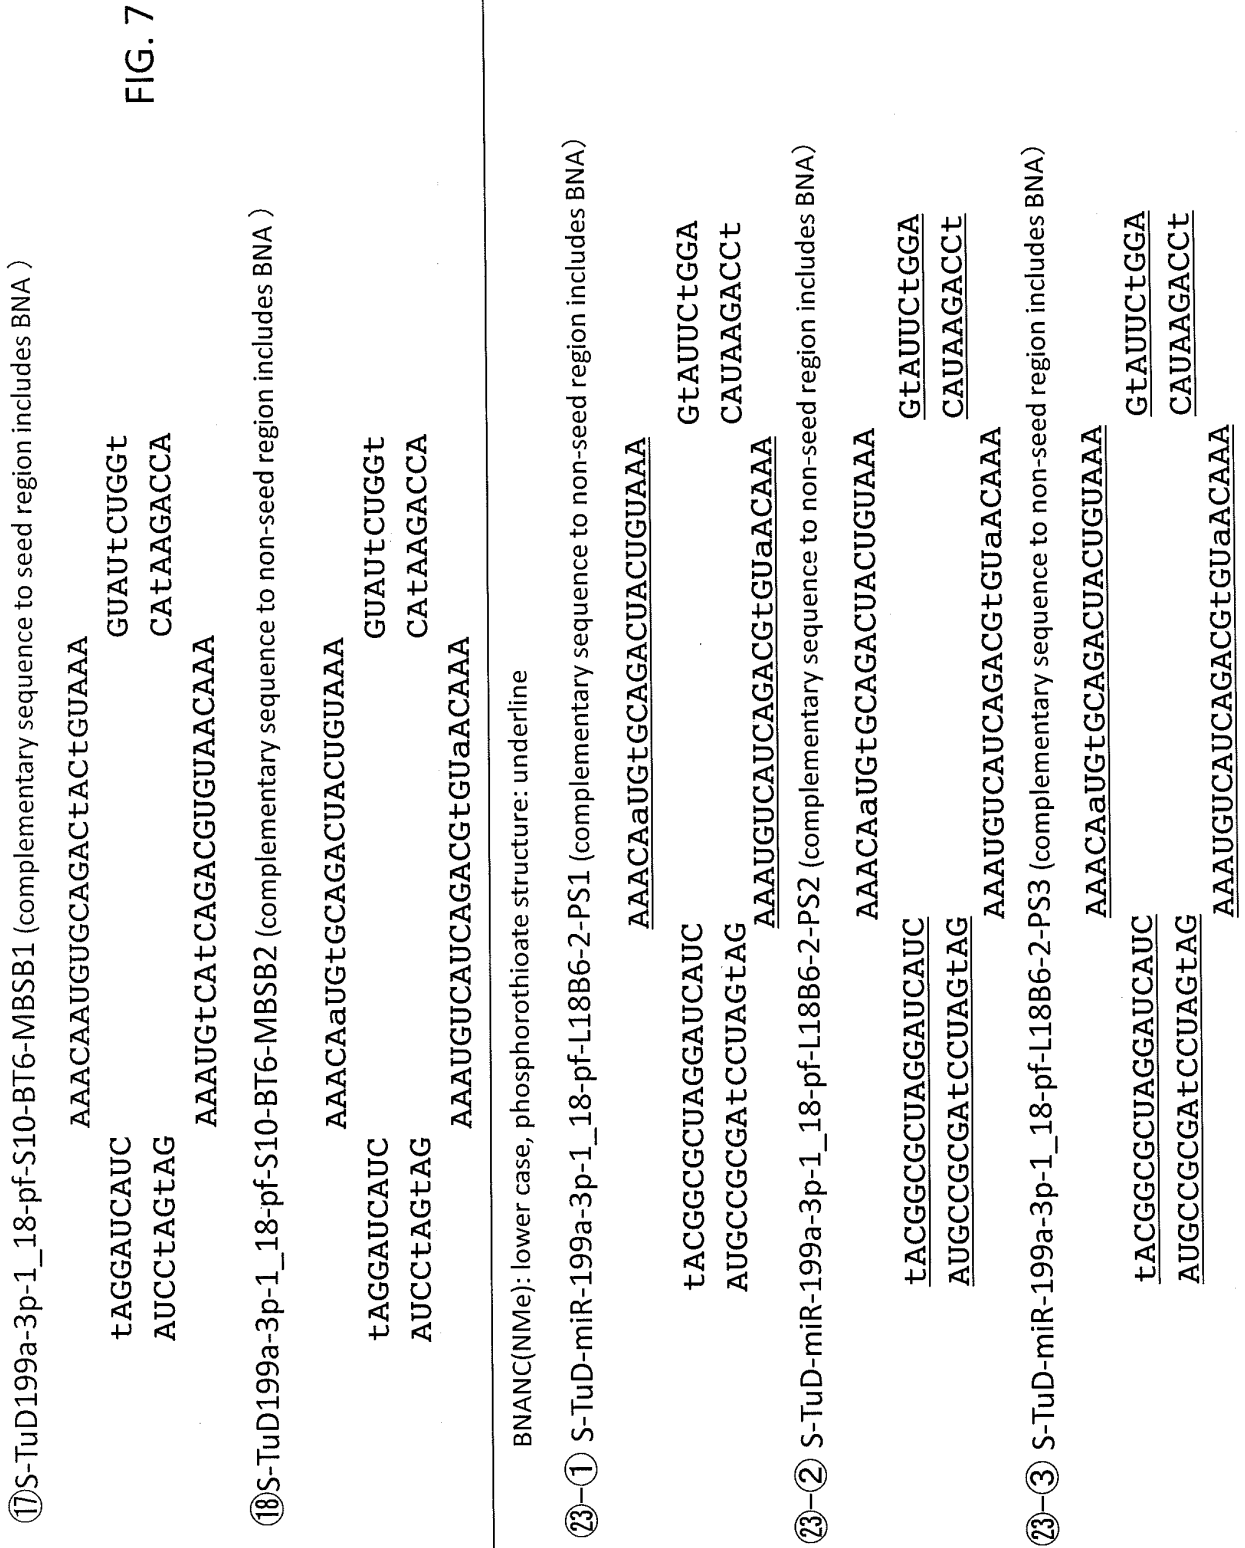 FIG. 7
⑰S-TuD199a-3p-1_18-pf-S10-BT6-MBSB1 (complementary sequence to seed region includes BNA )
AAACAAUGUGCAGACtACtGUAAA
tAGGAUCAUC GUAUtCUGGt
AUCCtAGtAG CAtAAGACCA
AAAUGtCAtCAGACGUGUAACAAA
⑱S-TuD199a-3p-1_18-pf-S10-BT6-MBSB2 (complementary sequence to non-seed region includes BNA )
AAACAaUGtGCAGACUACUGUAAA
tAGGAUCAUC GUAUtCUGGt
AUCCtAGtAG CAtAAGACCA
AAAUGUCAUCAGACGtGUaACAAA
BNANC(NMe): lower case, phosphorothioate structure: underline
㉓–① S-TuD-miR-199a-3p-1_18-pf-L18B6-2-PS1 (complementary sequence to non-seed region includes BNA)
AAACAaUGtGCAGACUACUGUAAA
tACGGCGCUAGGAUCAUC GtAUUCtGGA
AUGCCGCGAtCCUAGtAG CAUAAGACCt
AAAUGUCAUCAGACGtGUaACAAA
㉓–② S-TuD-miR-199a-3p-1_18-pf-L18B6-2-PS2 (complementary sequence to non-seed region includes BNA)
AAACAaUGtGCAGACUACUGUAAA
tACGGCGCUAGGAUCAUC GtAUUCtGGA
AUGCCGCGAtCCUAGtAG CAUAAGACCt
AAAUGUCAUCAGACGtGUaACAAA
㉓–③ S-TuD-miR-199a-3p-1_18-pf-L18B6-2-PS3 (complementary sequence to non-seed region includes BNA)
AAACAaUGtGCAGACUACUGUAAA
tACGGCGCUAGGAUCAUC GtAUUCtGGA
AUGCCGCGAtCCUAGtAG CAUAAGACCt
AAAUGUCAUCAGACGtGUaACAAA